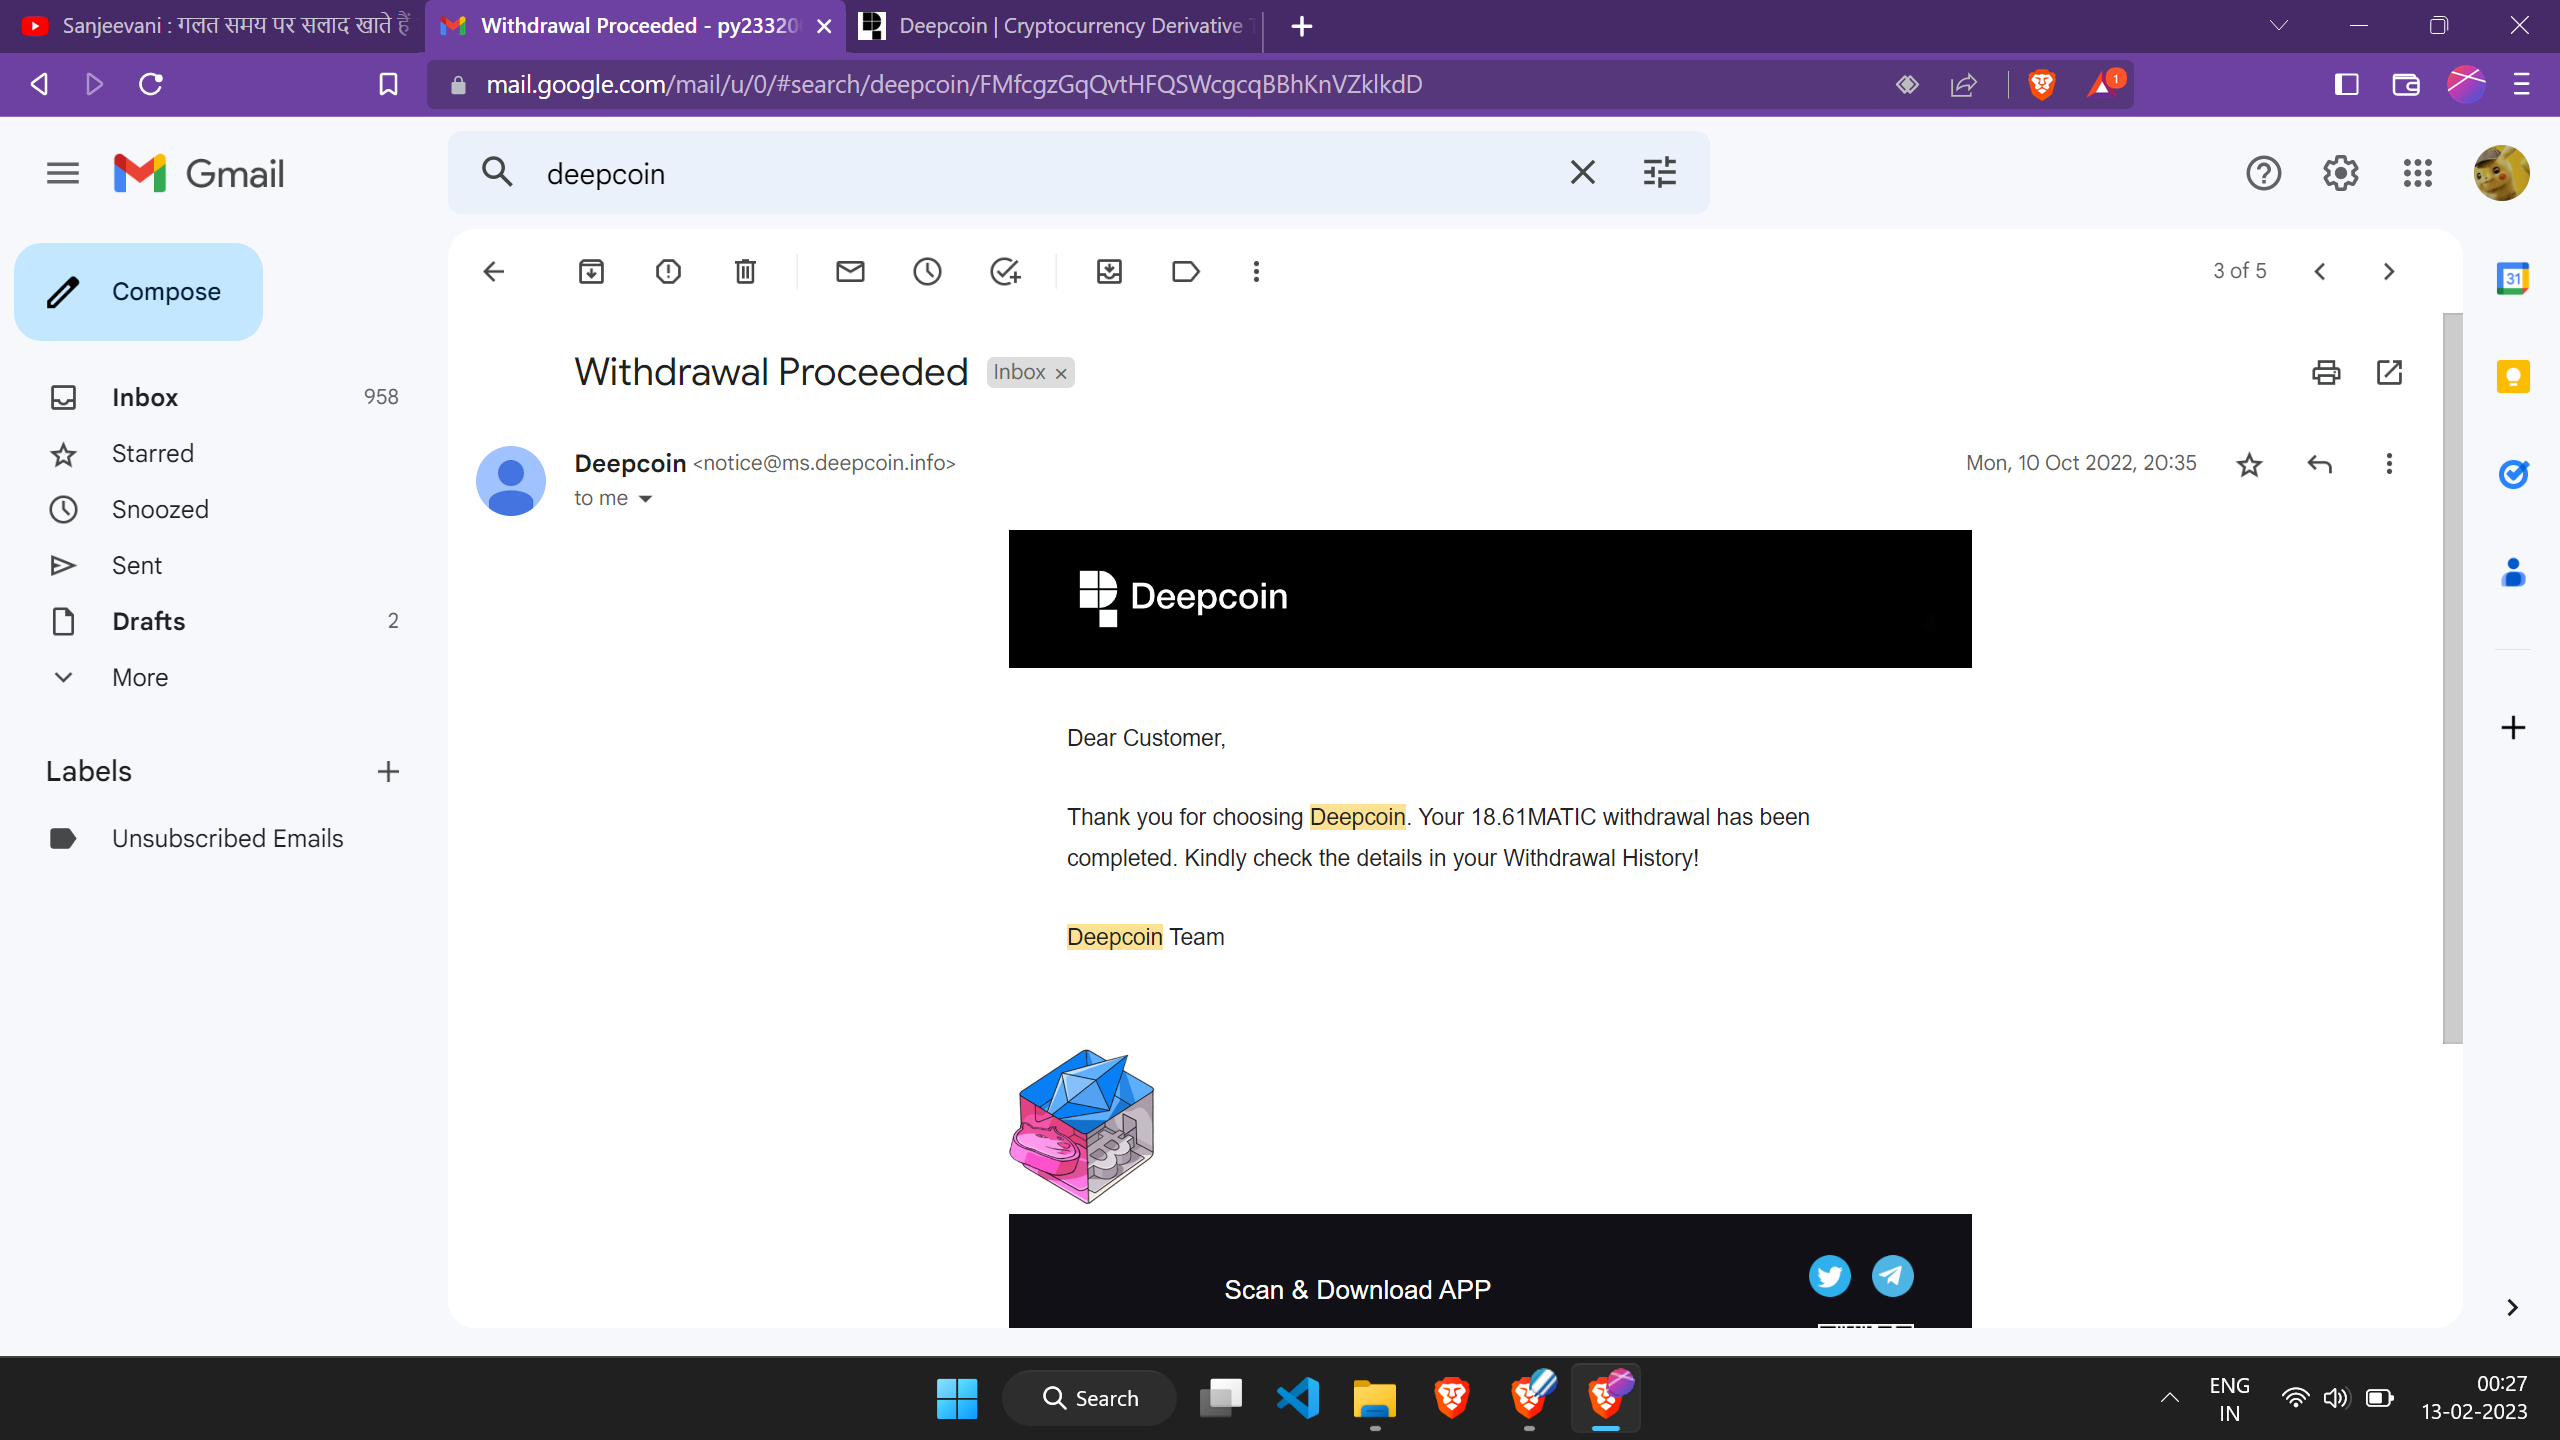 Sanjeevani : गलत समय पर सलाद खाते हैं
Withdrawal Proceeded - py23320
Deepcoin | Cryptocurrency Derivative
mail.google.com/mail/u/0/#search/deepcoin/FMfcgzGqQvtHFQSWcgcqBBhKnVZklkdD
1
Gmail
deepcoin
Compose
3 of 5
31
Withdrawal Proceeded
Inbox ×
Inbox 958
Starred
Snoozed
Sent
Drafts 2
More
Labels
Unsubscribed Emails
Deepcoin <notice@ms.deepcoin.info>
Mon, 10 Oct 2022, 20:35
to me
Deepcoin
Dear Customer,
Thank you for choosing Deepcoin. Your 18.61MATIC withdrawal has been
completed. Kindly check the details in your Withdrawal History!
Deepcoin Team
Scan & Download APP
Search
ENG
IN
00:27
13-02-2023